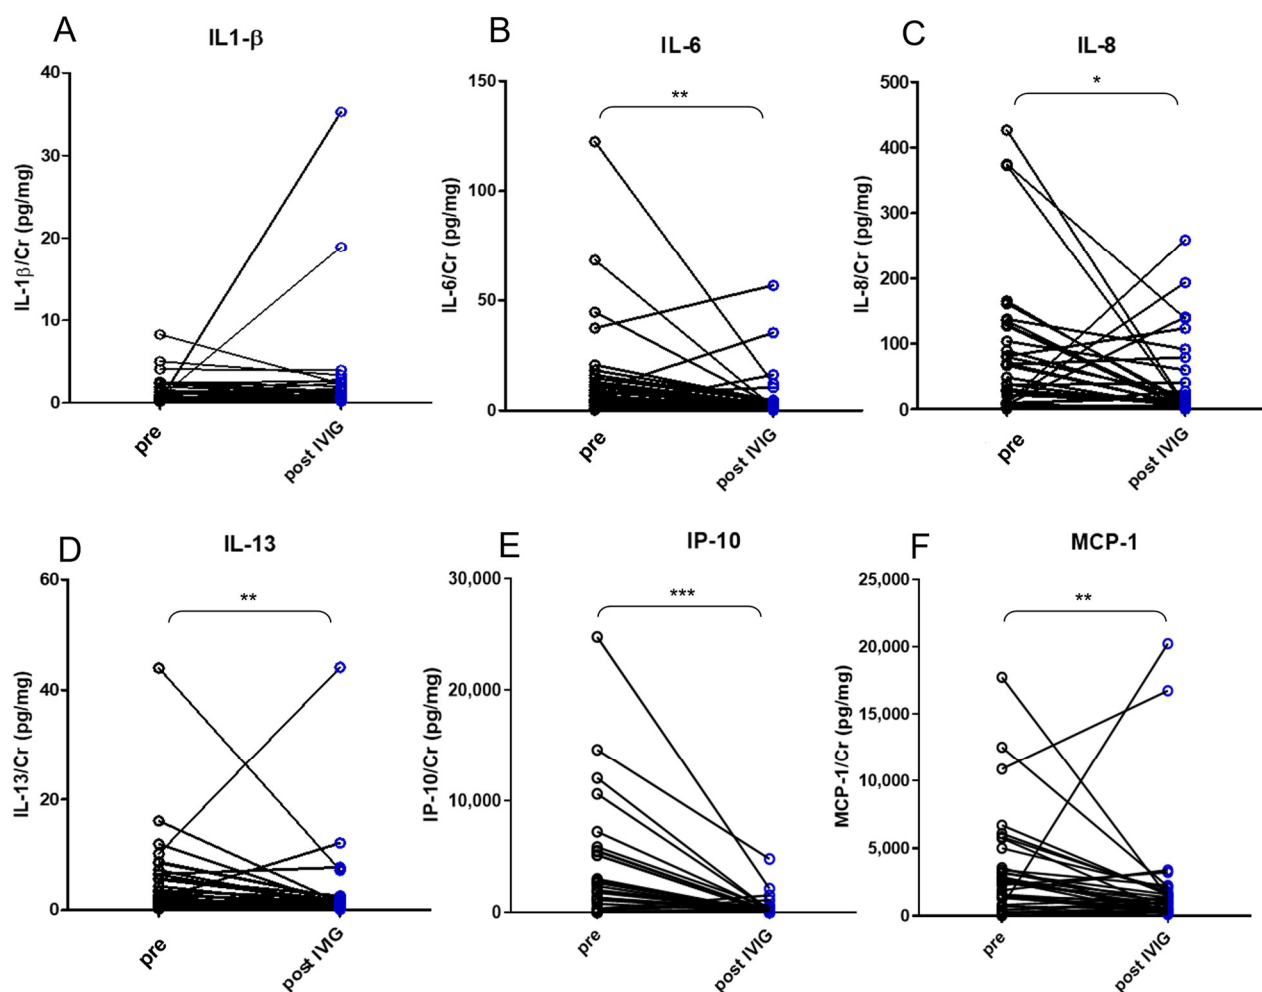 A
IL1-β
IL-1β/Cr (pg/mg)
40
30
20
10
0
pre
post IVIG
B
IL-6
**
IL-6/Cr (pg/mg)
150
100
50
0
pre
post IVIG
C
IL-8
*
IL-8/Cr (pg/mg)
500
400
300
200
100
0
pre
post IVIG
D
IL-13
**
IL-13/Cr (pg/mg)
60
40
20
0
pre
post IVIG
E
IP-10
***
IP-10/Cr (pg/mg)
30,000
20,000
10,000
0
pre
post IVIG
F
MCP-1
**
MCP-1/Cr (pg/mg)
25,000
20,000
15,000
10,000
5,000
0
pre
post IVIG